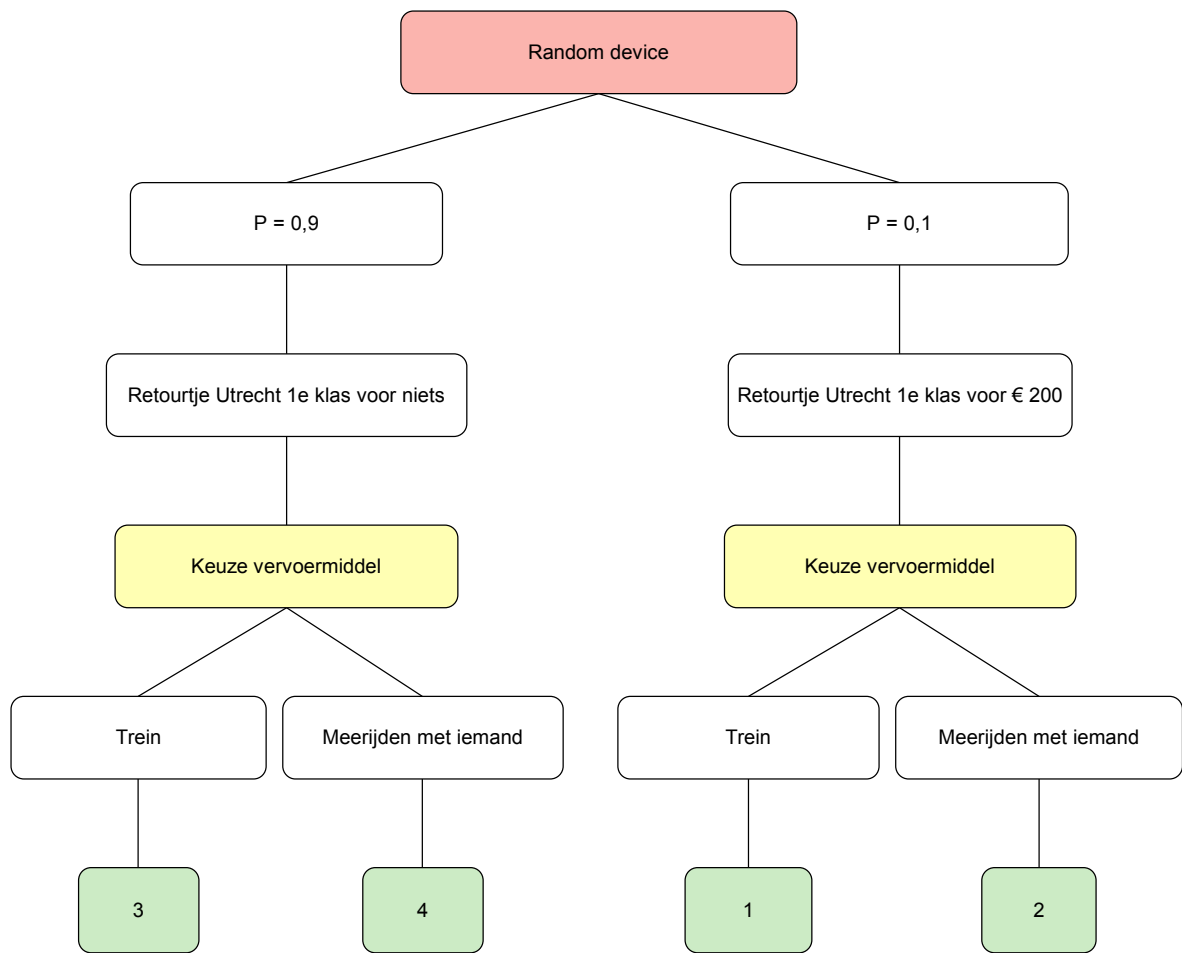 Random device
P = 0,9
P = 0,1
Retourtje Utrecht 1e klas voor niets
Retourtje Utrecht 1e klas voor € 200
Keuze vervoermiddel
Keuze vervoermiddel
Trein
Meerijden met iemand
Trein
Meerijden met iemand
3
4
1
2